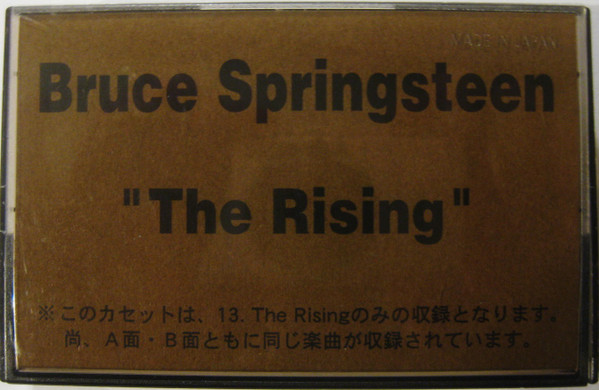 MADE IN JAPAN
Bruce Springsteen
"The Rising"
※このカセットは、13. The Risingのみの収録となります。
尚、A面・B面ともに同じ楽曲が収録されています。